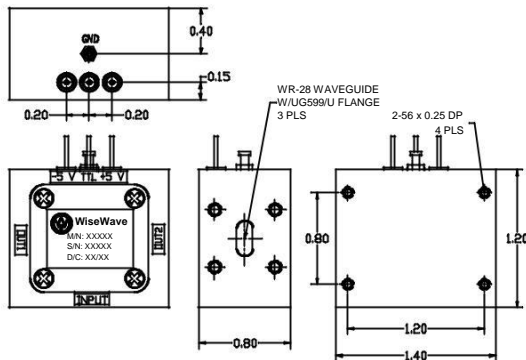 GND
0.40
0.15
0.20
0.20
WR-28 WAVEGUIDE
W/UG599/U FLANGE
3 PLS
2-56 x 0.25 DP
4 PLS
-5 V TTL +5 V
WiseWave
M/N: XXXXX
S/N: XXXXX
D/C: XX/XX
OUT1
OUT2
INPUT
0.80
0.80
1.20
1.20
1.40